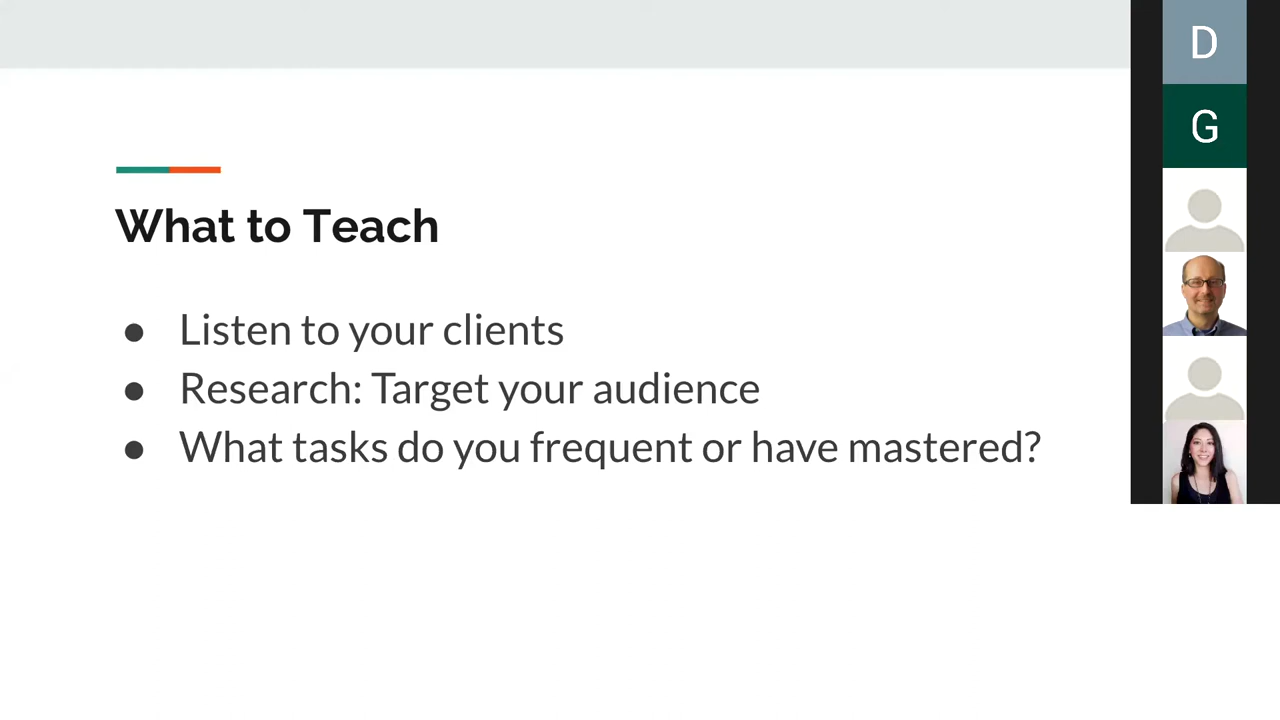 What to Teach
● Listen to your clients
● Research: Target your audience
● What tasks do you frequent or have mastered?
D
G